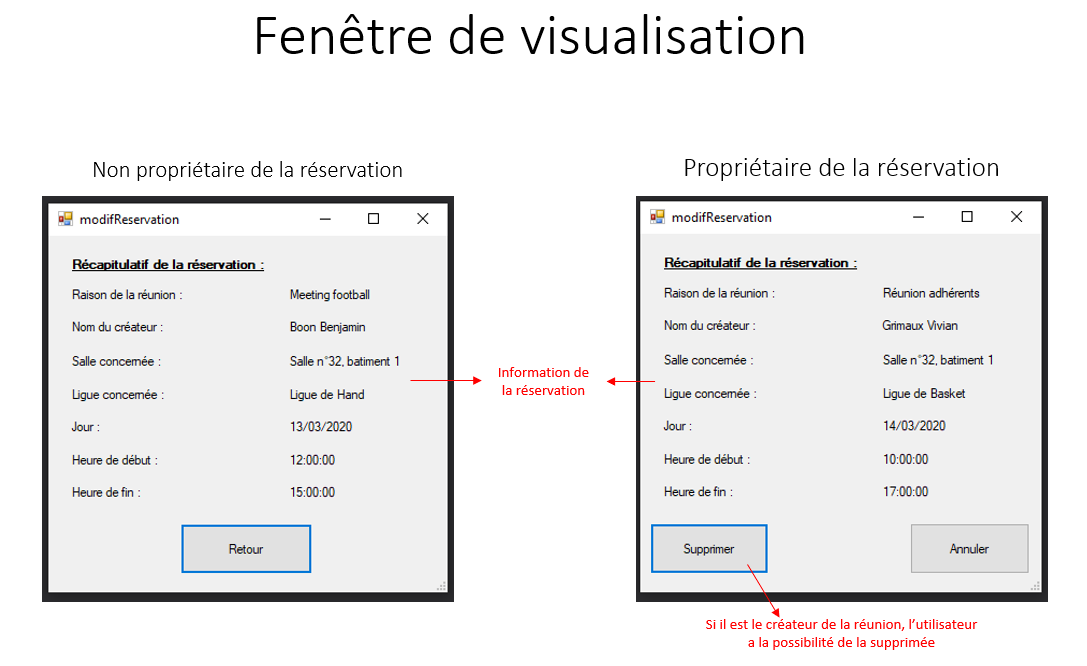 Fenêtre de visualisation
Non propriétaire de la réservation
modifReservation
Récapitulatif de la réservation :
Raison de la réunion : Meeting football
Nom du créateur : Boon Benjamin
Salle concernée : Salle n°32, batiment 1
Ligue concernée : Ligue de Hand
Jour : 13/03/2020
Heure de début : 12:00:00
Heure de fin : 15:00:00
Retour
Information de
la réservation
Propriétaire de la réservation
modifReservation
Récapitulatif de la réservation :
Raison de la réunion : Réunion adhérents
Nom du créateur : Grimaux Vivian
Salle concernée : Salle n°32, batiment 1
Ligue concernée : Ligue de Basket
Jour : 14/03/2020
Heure de début : 10:00:00
Heure de fin : 17:00:00
Supprimer Annuler
Si il est le créateur de la réunion, l’utilisateur
a la possibilité de la supprimée